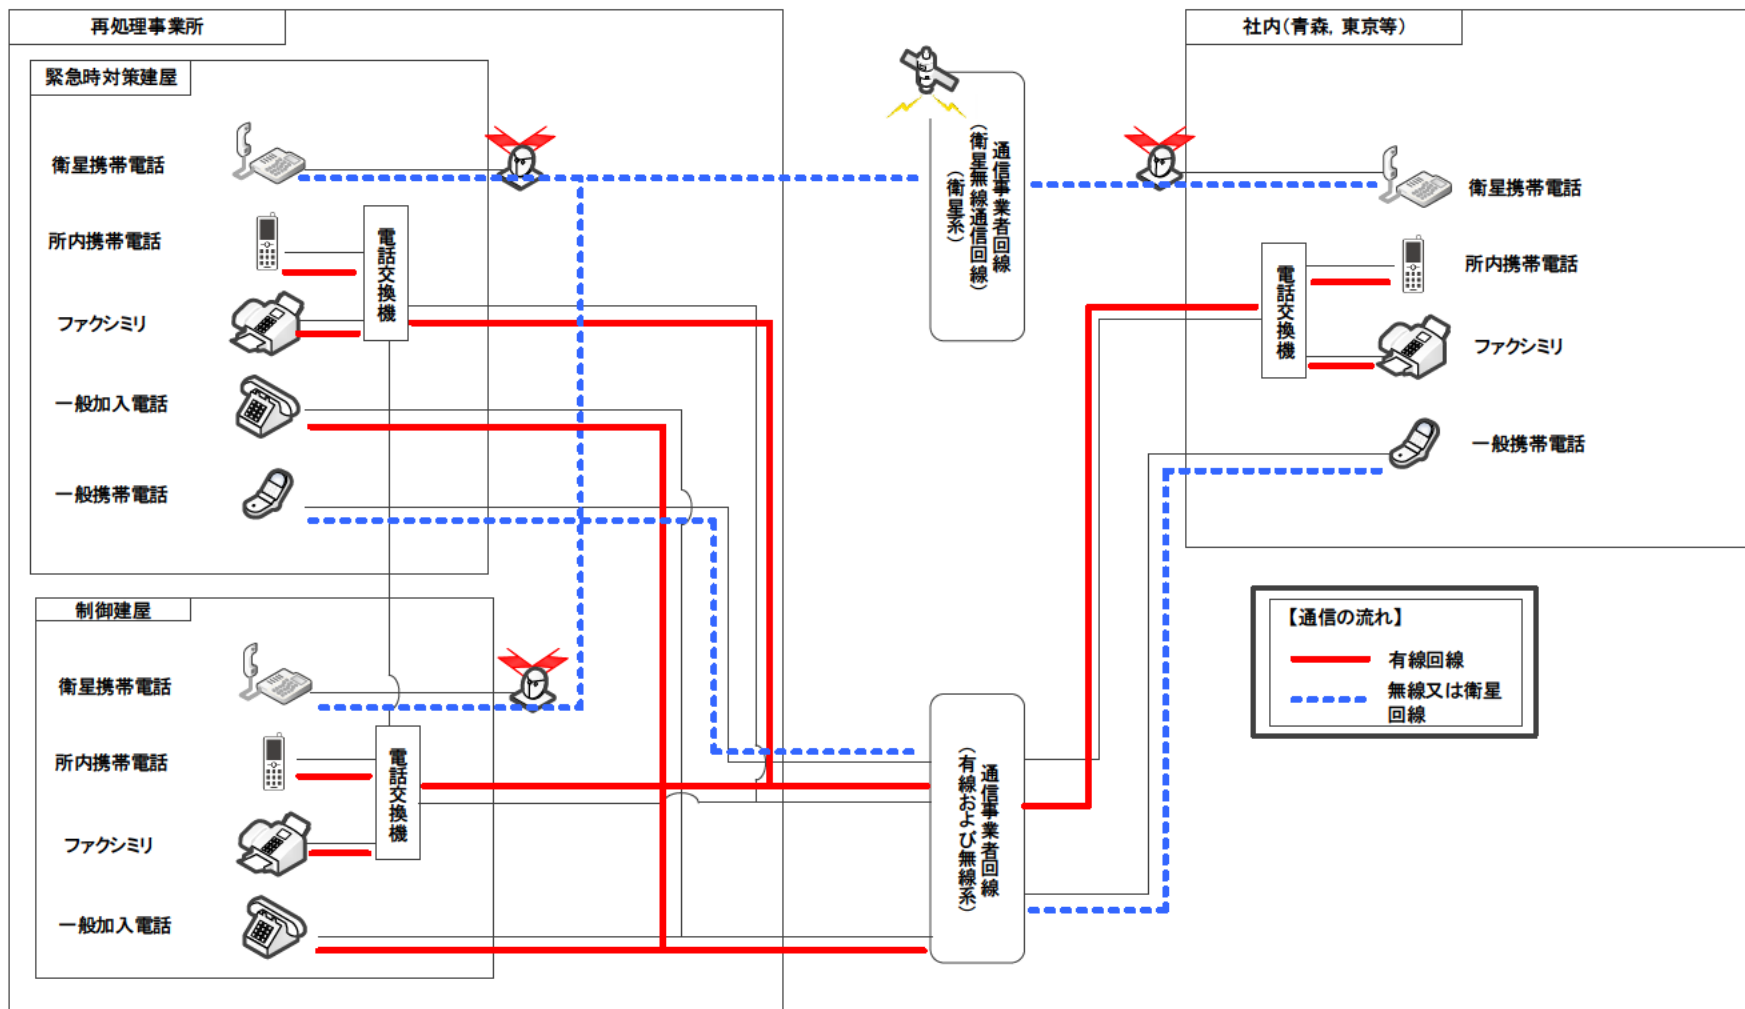 再処理事業所
緊急時対策建屋
衛星携帯電話
所内携帯電話
電話交換機
ファクシミリ
一般加入電話
一般携帯電話
制御建屋
衛星携帯電話
所内携帯電話
電話交換機
ファクシミリ
一般加入電話
通信事業者回線
（衛星無線通信回線）
（衛星系）
通信事業者回線
（有線および無線系）
社内（青森，東京等）
衛星携帯電話
所内携帯電話
電話交換機
ファクシミリ
一般携帯電話
【通信の流れ】
有線回線
無線又は衛星
回線